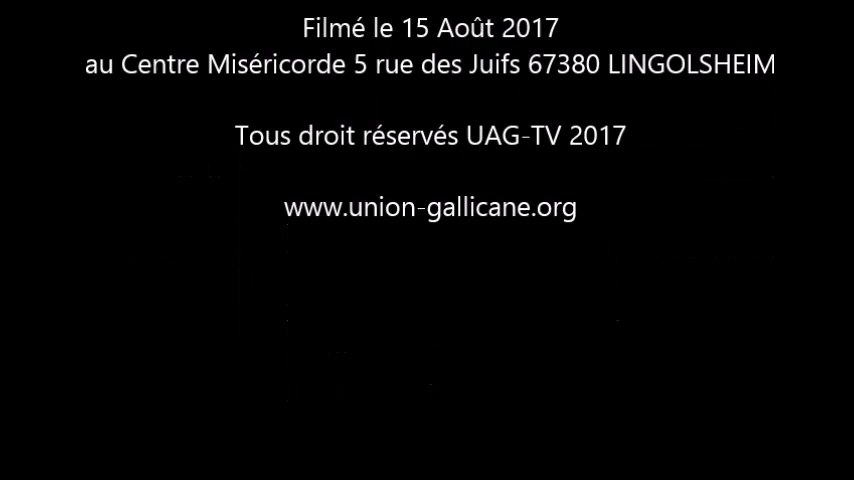 Filmé le 15 Août 2017
au Centre Miséricorde 5 rue des Juifs 67380 LINGOLSHEIM
Tous droit réservés UAG-TV 2017
www.union-gallicane.org